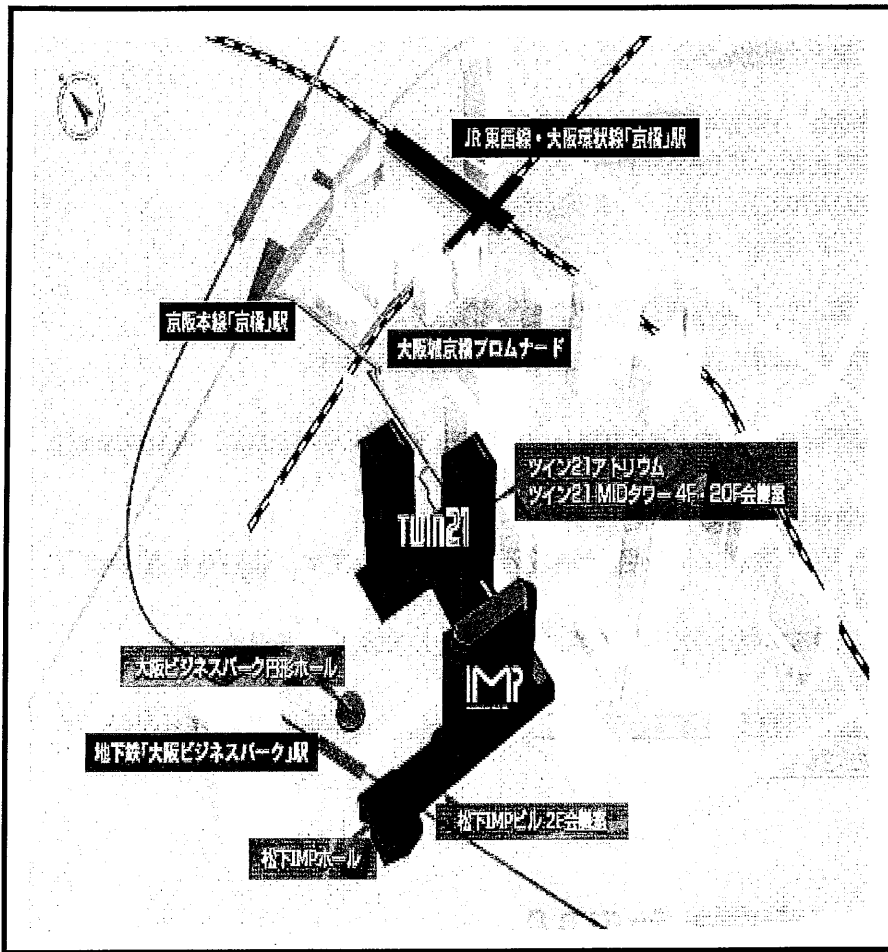 JR東西線・大阪環状線「京橋」駅
京阪本線「京橋」駅
大阪城京橋プロムナード
ツイン21アトリウム
ツイン21 MIDタワー 4F・20F会議室
TWIN21
大阪ビジネスパーク円形ホール
IMP
地下鉄「大阪ビジネスパーク」駅
松下IMPビル2F会議室
松下IMPホール